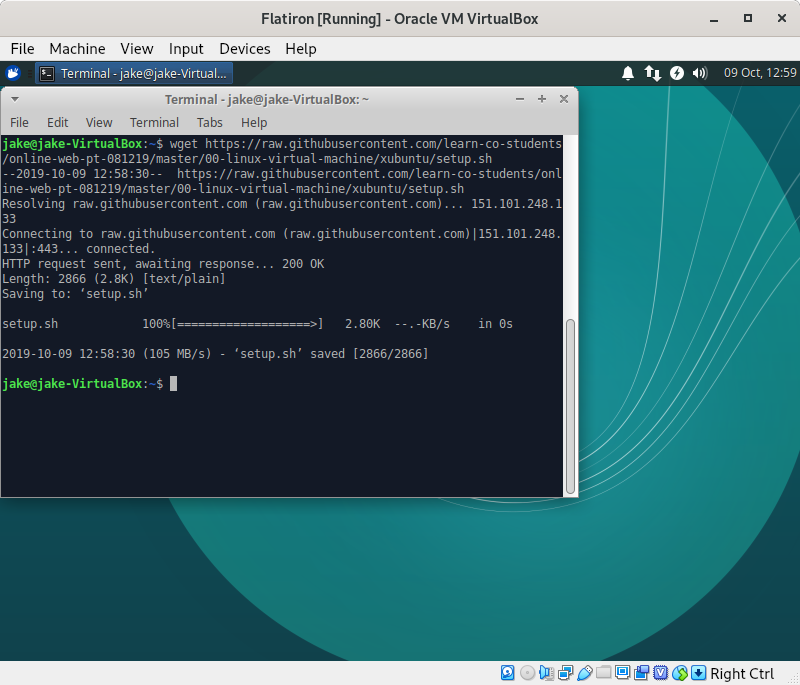 Flatiron [Running] - Oracle VM VirtualBox
File Machine View Input Devices Help
Terminal - jake@jake-Virtual... 09 Oct, 12:59
Terminal - jake@jake-VirtualBox: ~
File Edit View Terminal Tabs Help
jake@jake-VirtualBox:~$ wget https://raw.githubusercontent.com/learn-co-students
/online-web-pt-081219/master/00-linux-virtual-machine/xubuntu/setup.sh
--2019-10-09 12:58:30--  https://raw.githubusercontent.com/learn-co-students/onl
ine-web-pt-081219/master/00-linux-virtual-machine/xubuntu/setup.sh
Resolving raw.githubusercontent.com (raw.githubusercontent.com)... 151.101.248.1
33
Connecting to raw.githubusercontent.com (raw.githubusercontent.com)|151.101.248.
133|:443... connected.
HTTP request sent, awaiting response... 200 OK
Length: 2866 (2.8K) [text/plain]
Saving to: ‘setup.sh’
setup.sh            100%[===================>]   2.80K  --.-KB/s    in 0s
2019-10-09 12:58:30 (105 MB/s) - ‘setup.sh’ saved [2866/2866]
jake@jake-VirtualBox:~$
Right Ctrl